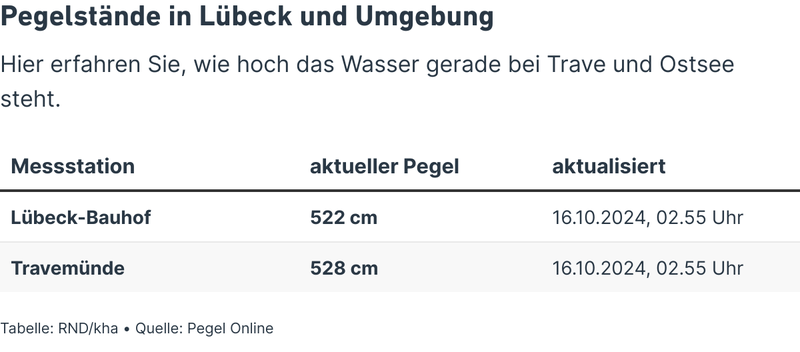 Pegelstände in Lübeck und Umgebung
Hier erfahren Sie, wie hoch das Wasser gerade bei Trave und Ostsee
steht.
Messstation aktueller Pegel aktualisiert
Lübeck-Bauhof 522 cm 16.10.2024, 02.55 Uhr
Travemünde 528 cm 16.10.2024, 02.55 Uhr
Tabelle: RND/kha • Quelle: Pegel Online